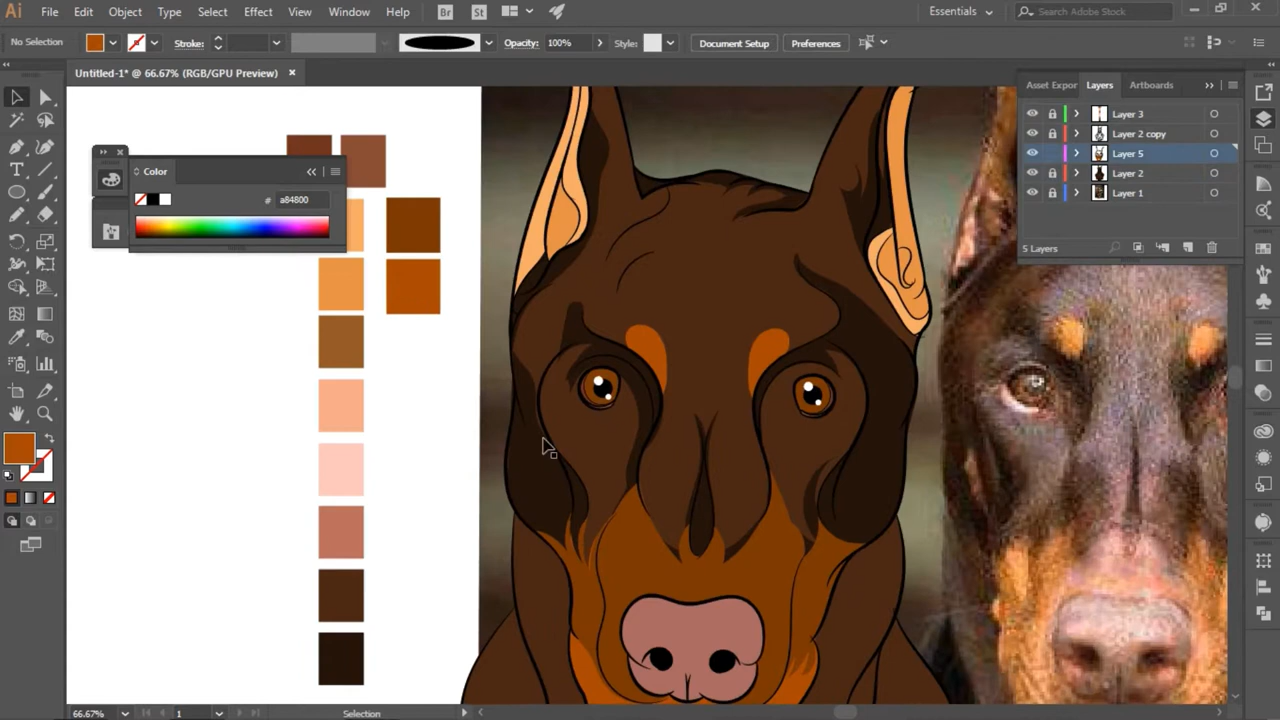 Ai File Edit Object Type Select Effect View Window Help Br St Essentials Search Adobe Stock
No Selection Stroke: Opacity: 100% Style: Document Setup Preferences
Untitled-1* @ 66.67% (RGB/GPU Preview)
Asset Expor Layers Artboards
Layer 3
Layer 2 copy
Layer 5
Layer 2
Layer 1
5 Layers
Color
# a84800
66.67% 1 Selection